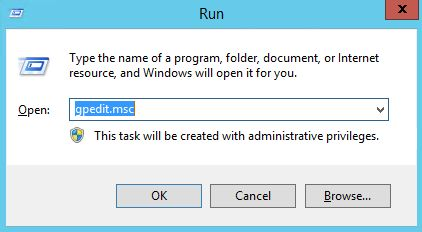 Run
x
Type the name of a program, folder, document, or Internet
resource, and Windows will open it for you.
Open: gpedit.msc
This task will be created with administrative privileges.
OK Cancel Browse...